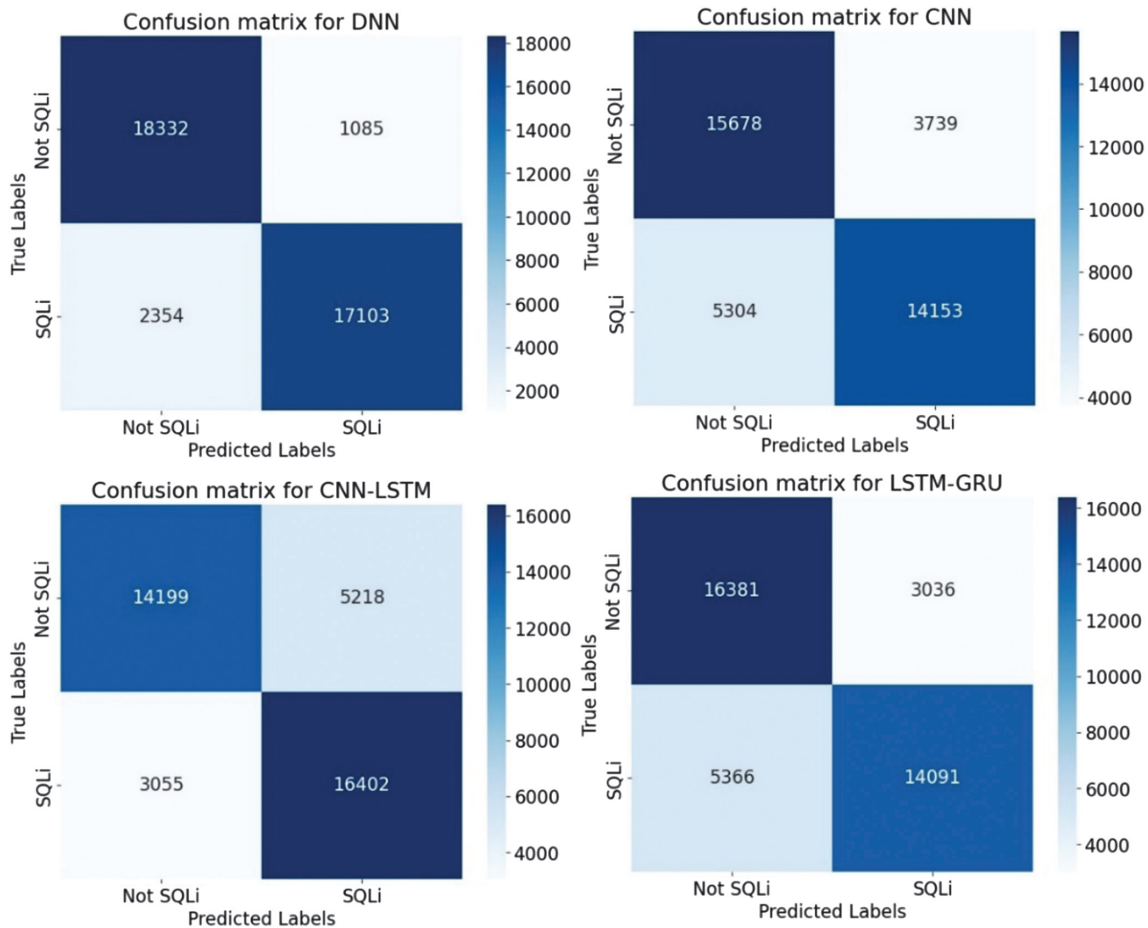 Confusion matrix for DNN
True Labels
Not SQLi
SQLi
18332
1085
2354
17103
Not SQLi
SQLi
Predicted Labels
18000
16000
14000
12000
10000
8000
6000
4000
2000
Confusion matrix for CNN
True Labels
Not SQLi
SQLi
15678
3739
5304
14153
Not SQLi
SQLi
Predicted Labels
14000
12000
10000
8000
6000
4000
Confusion matrix for CNN-LSTM
True Labels
Not SQLi
SQLi
14199
5218
3055
16402
Not SQLi
SQLi
Predicted Labels
16000
14000
12000
10000
8000
6000
4000
Confusion matrix for LSTM-GRU
True Labels
Not SQLi
SQLi
16381
3036
5366
14091
Not SQLi
SQLi
Predicted Labels
16000
14000
12000
10000
8000
6000
4000